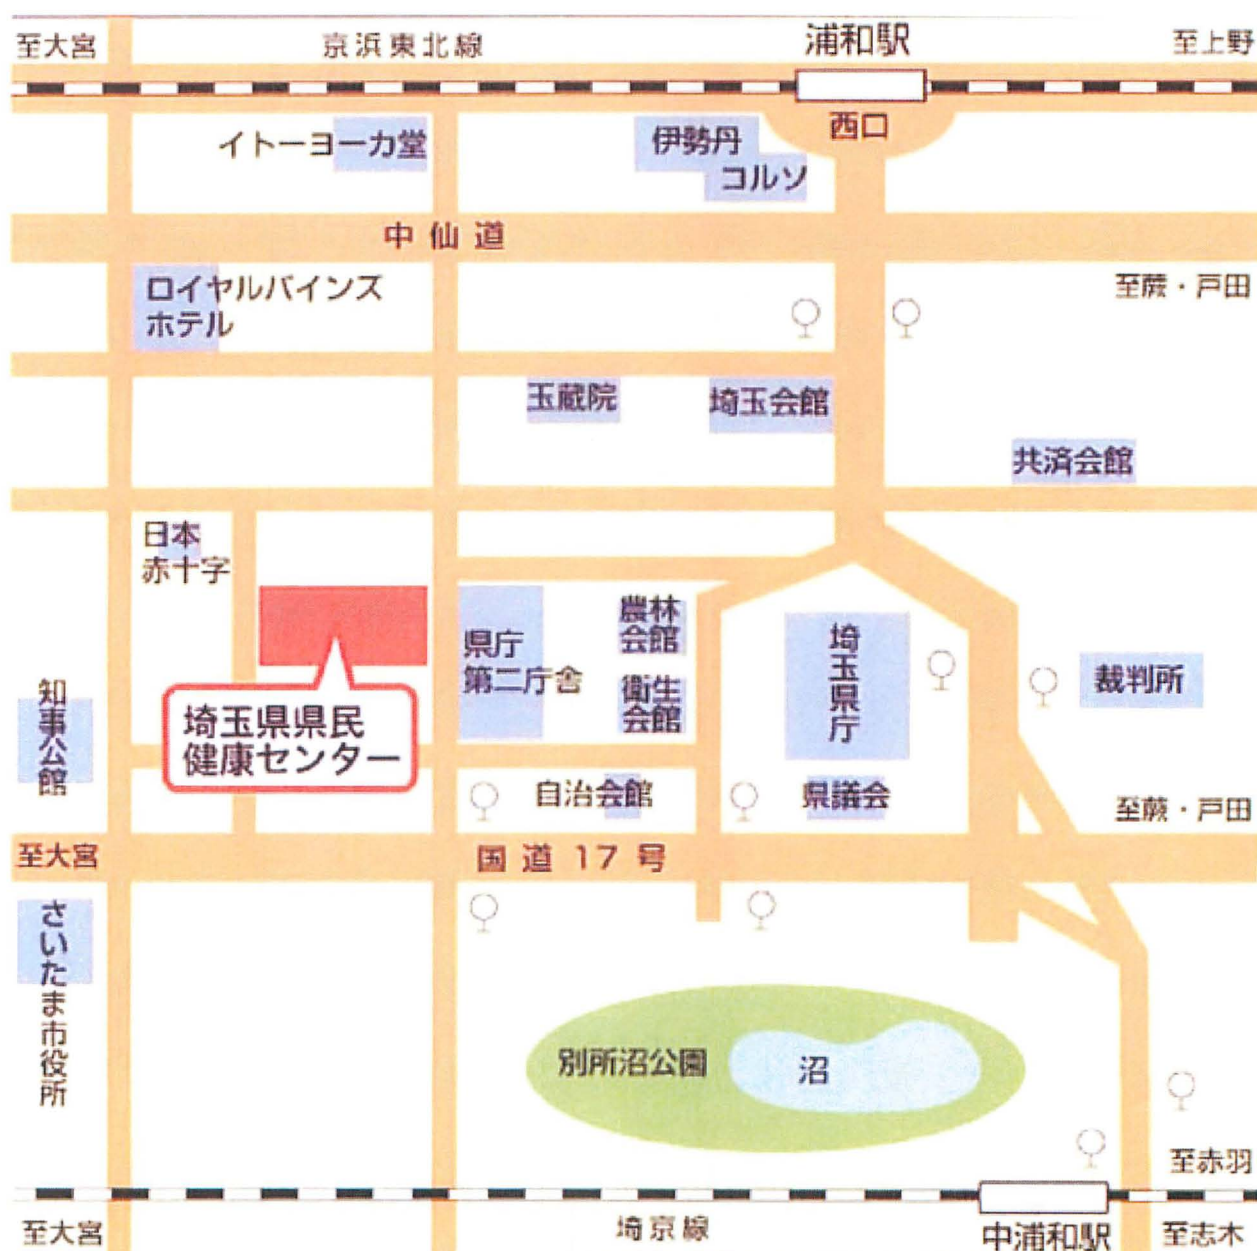 至大宮
京浜東北線
浦和駅
至上野
西口
イトーヨーカ堂
伊勢丹
コルソ
中仙道
ロイヤルパインズ
ホテル
至蕨・戸田
玉蔵院
埼玉会館
共済会館
日本
赤十字
県庁
第二庁舎
農林
会館
衛生
会館
埼玉県庁
裁判所
知事公館
埼玉県県民
健康センター
自治会館
県議会
至蕨・戸田
至大宮
国道17号
さいたま市役所
別所沼公園
沼
至赤羽
至大宮
埼京線
中浦和駅
至志木